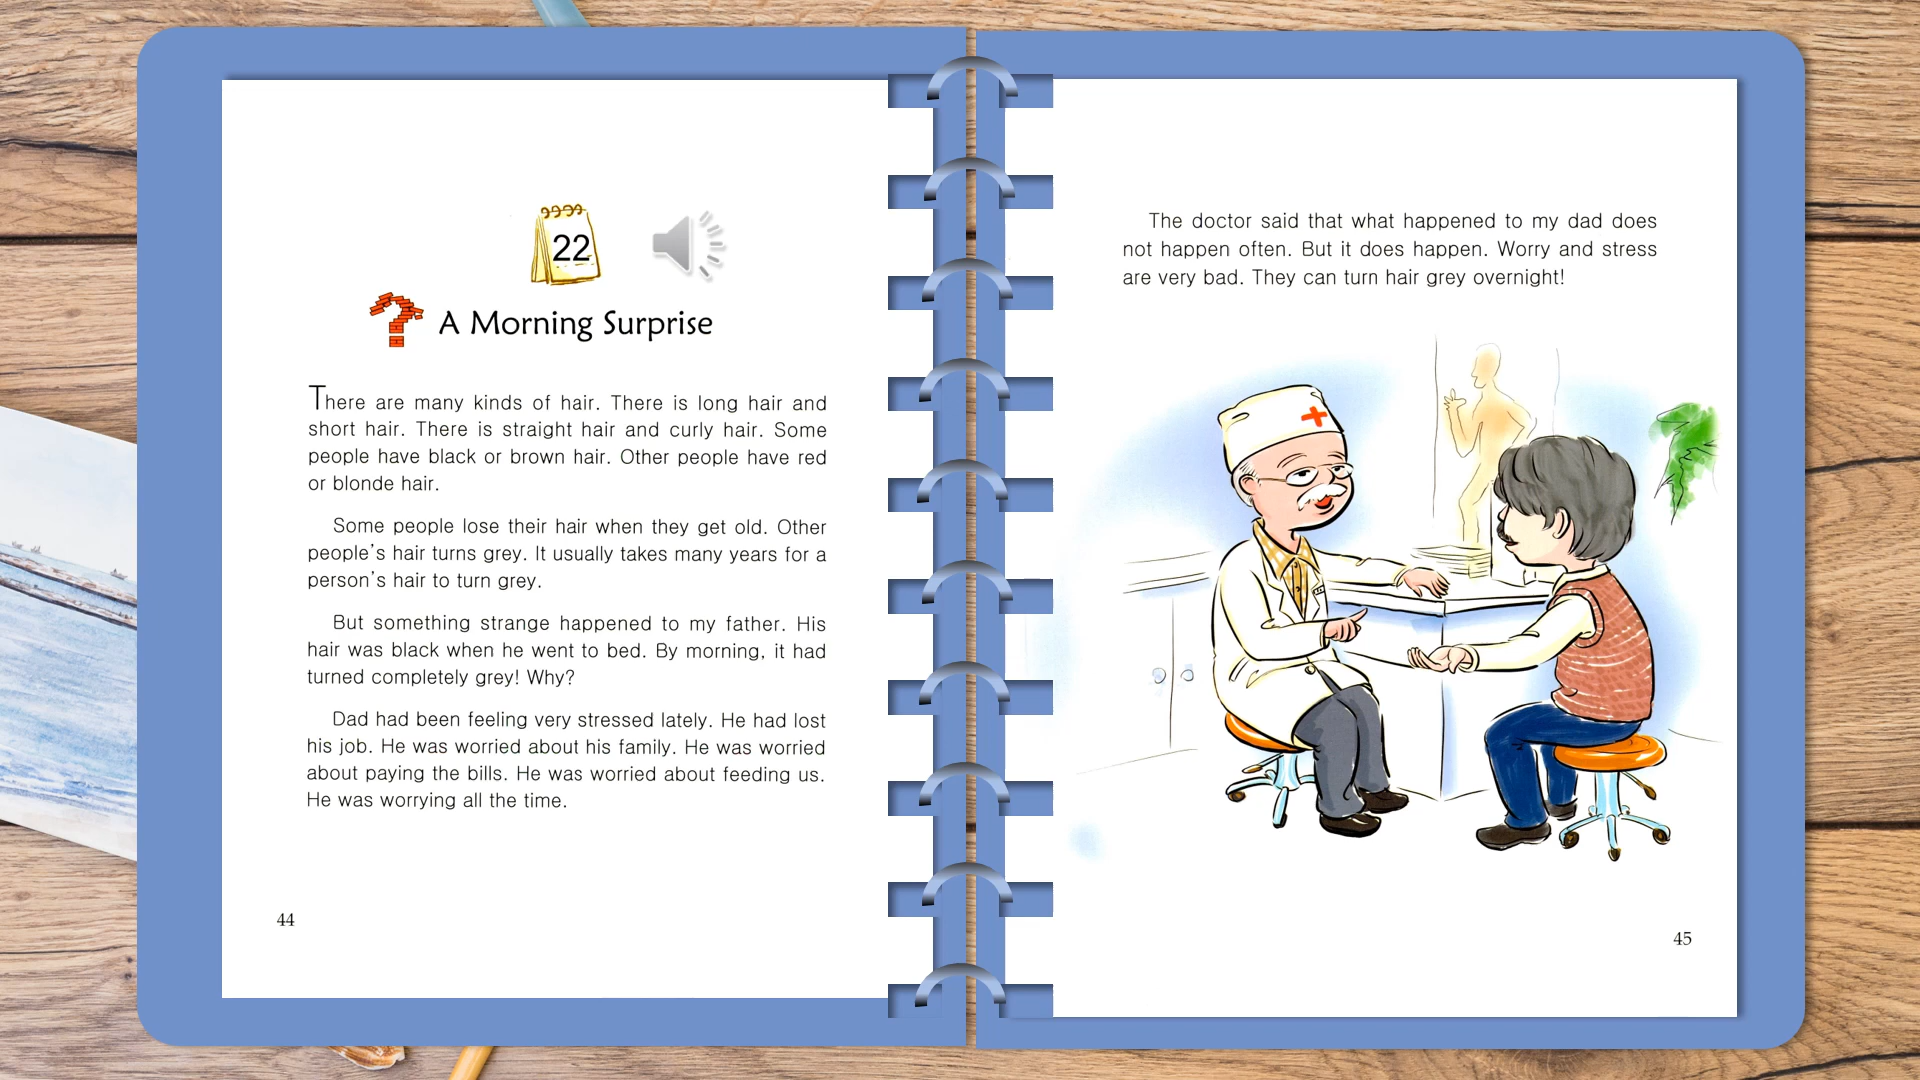 22
A Morning Surprise
There are many kinds of hair. There is long hair and
short hair. There is straight hair and curly hair. Some
people have black or brown hair. Other people have red
or blonde hair.
Some people lose their hair when they get old. Other
people's hair turns grey. It usually takes many years for a
person's hair to turn grey.
But something strange happened to my father. His
hair was black when he went to bed. By morning, it had
turned completely grey! Why?
Dad had been feeling very stressed lately. He had lost
his job. He was worried about his family. He was worried
about paying the bills. He was worried about feeding us.
He was worrying all the time.
44
The doctor said that what happened to my dad does
not happen often. But it does happen. Worry and stress
are very bad. They can turn hair grey overnight!
45